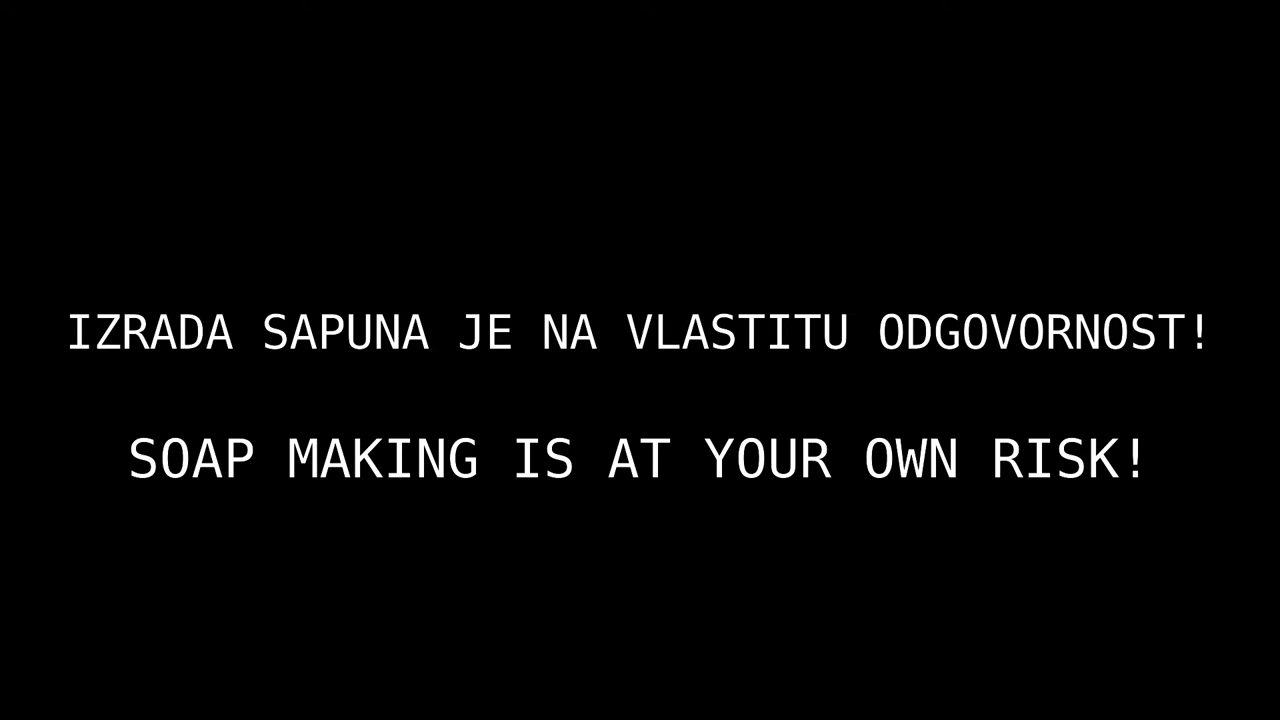 IZRADA SAPUNA JE NA VLASTITU ODGOVORNOST!
SOAP MAKING IS AT YOUR OWN RISK!